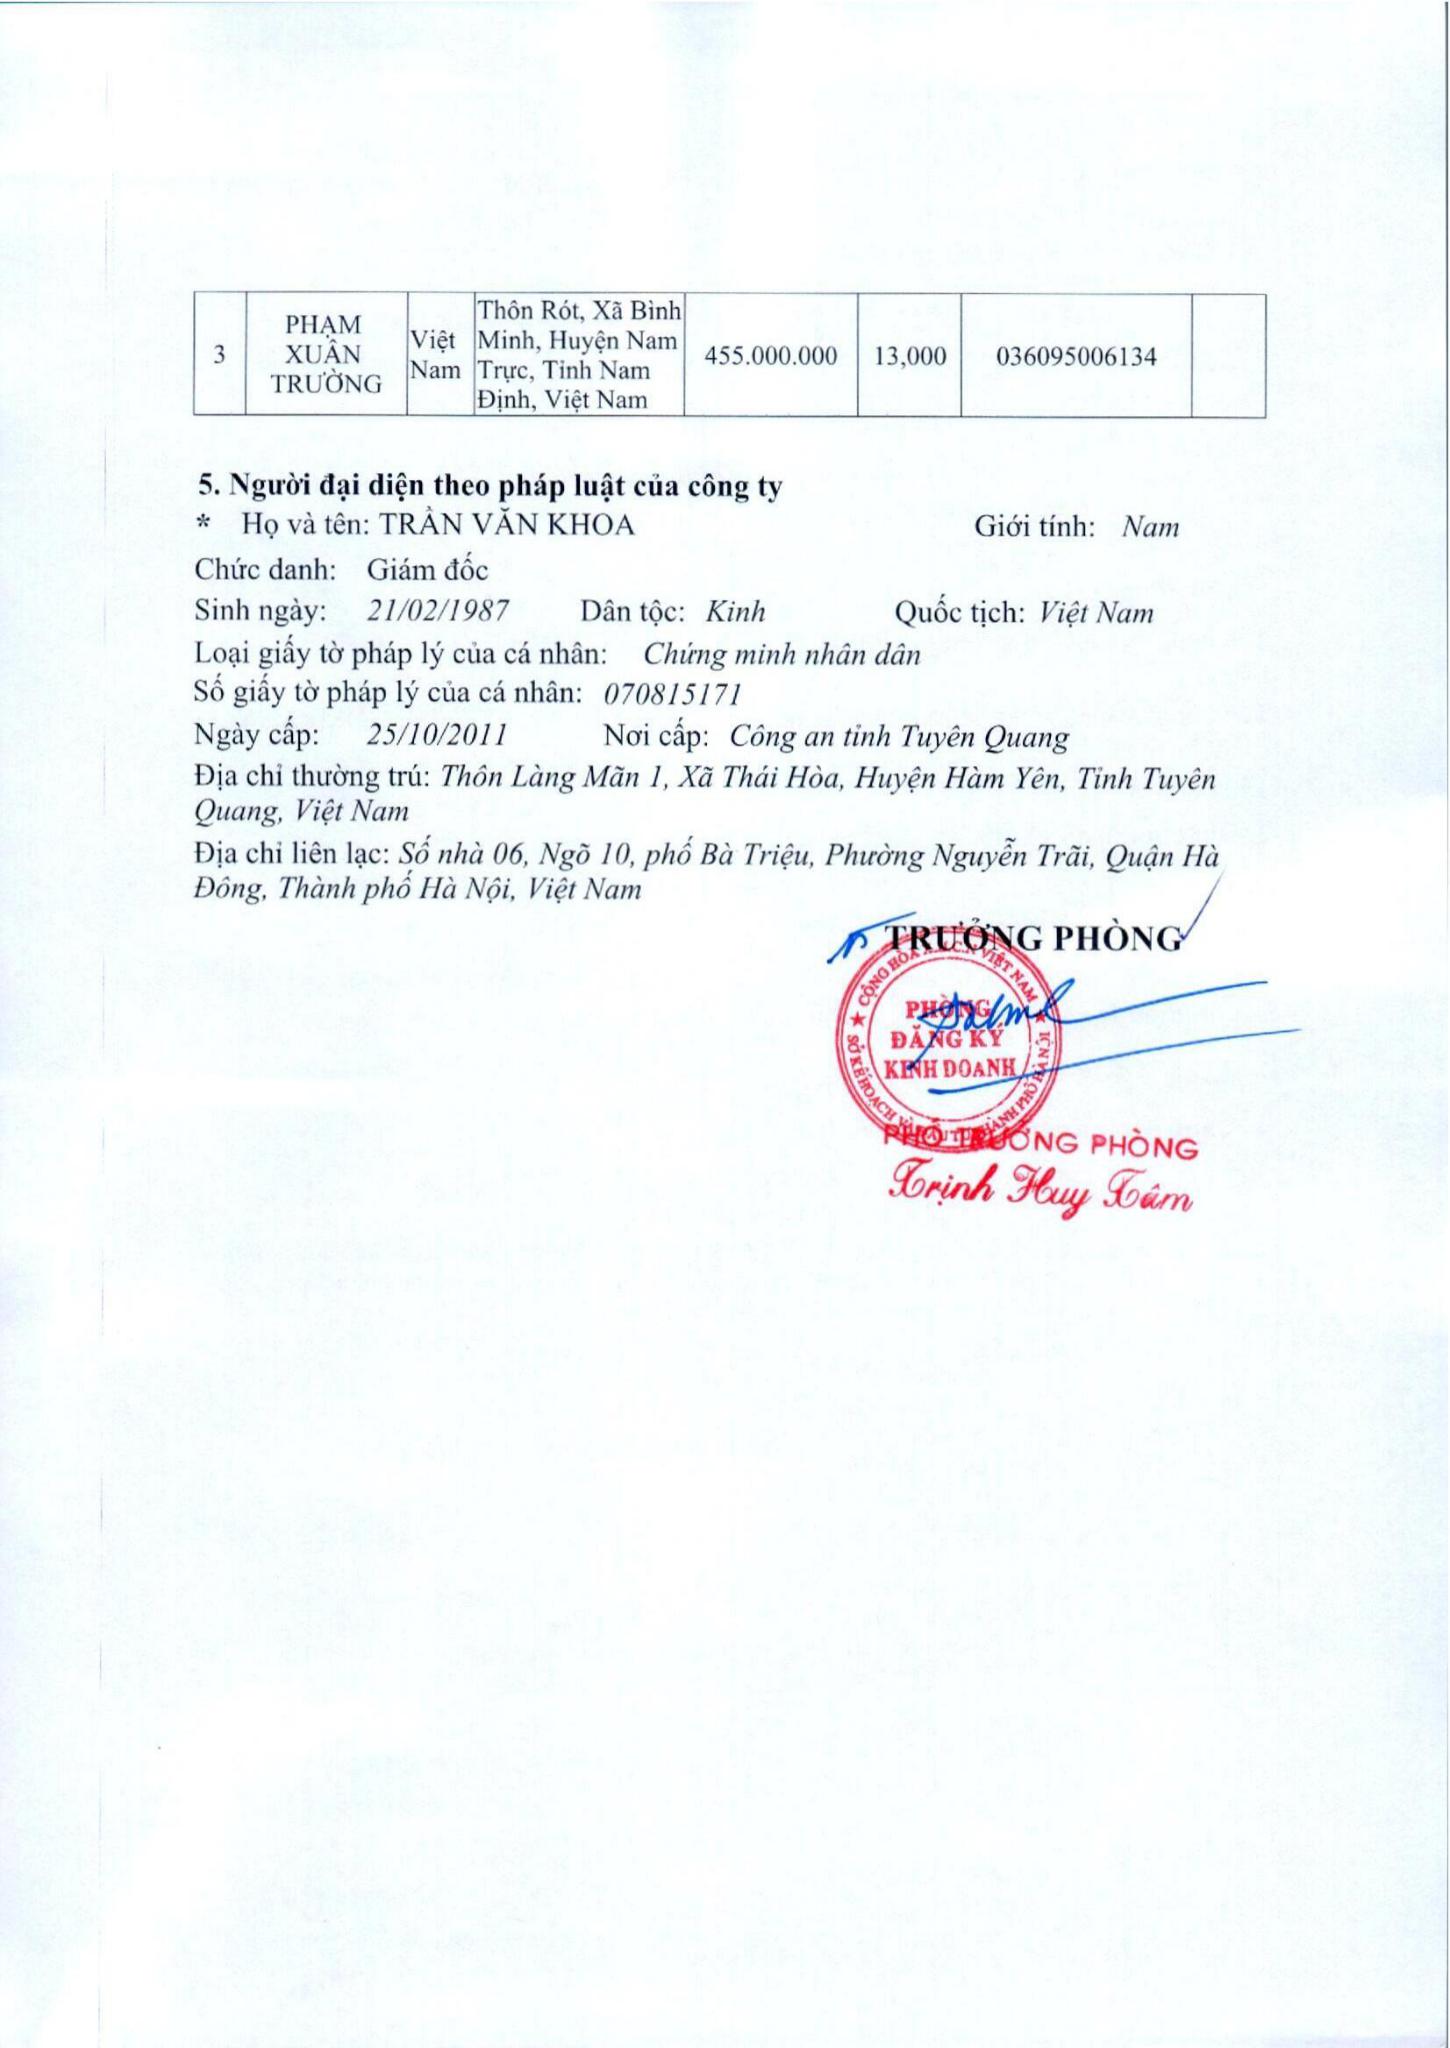 3 PHẠM XUÂN TRƯỜNG Việt Nam Thôn Rót, Xã Bình Minh, Huyện Nam Trực, Tỉnh Nam Định, Việt Nam 455.000.000 13,000 036095006134
5. Người đại diện theo pháp luật của công ty
* Họ và tên: TRẦN VĂN KHOA Giới tính: Nam
Chức danh: Giám đốc
Sinh ngày: 21/02/1987 Dân tộc: Kinh Quốc tịch: Việt Nam
Loại giấy tờ pháp lý của cá nhân: Chứng minh nhân dân
Số giấy tờ pháp lý của cá nhân: 070815171
Ngày cấp: 25/10/2011 Nơi cấp: Công an tỉnh Tuyên Quang
Địa chỉ thường trú: Thôn Làng Mãn 1, Xã Thái Hòa, Huyện Hàm Yên, Tỉnh Tuyên
Quang, Việt Nam
Địa chỉ liên lạc: Số nhà 06, Ngõ 10, phố Bà Triệu, Phường Nguyễn Trãi, Quận Hà
Đông, Thành phố Hà Nội, Việt Nam
TRƯỞNG PHÒNG
CỘNG HÒA X.H.C.N VIỆT NAM
PHÒNG
ĐĂNG KÝ
KINH DOANH
SỞ KẾ HOẠCH VÀ ĐẦU TƯ THÀNH PHỐ HÀ NỘI
PHÓ TRƯỞNG PHÒNG
Trịnh Huy Tâm